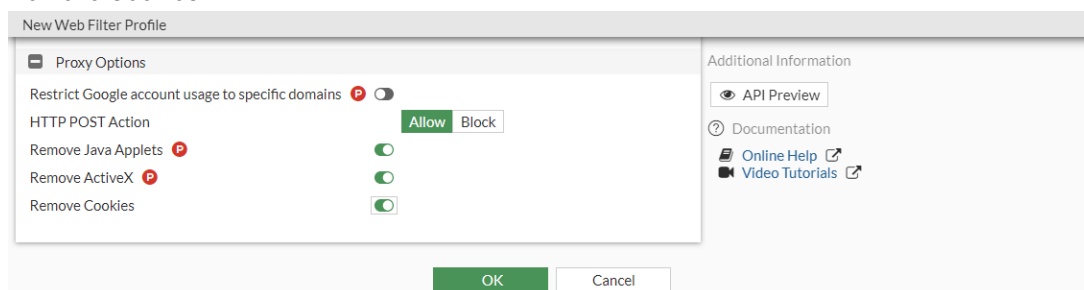 New Web Filter Profile
Proxy Options
Restrict Google account usage to specific domains P
HTTP POST Action Allow Block
Remove Java Applets P
Remove ActiveX P
Remove Cookies
OK Cancel
Additional Information
API Preview
? Documentation
Online Help
Video Tutorials